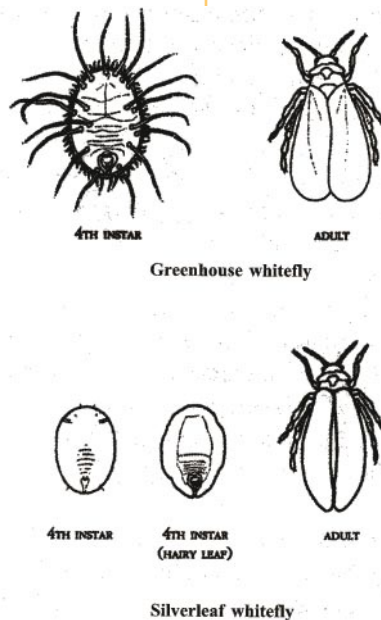 4TH INSTAR ADULT
Greenhouse whitefly
4TH INSTAR 4TH INSTAR ADULT
(HAIRY LEAF)
Silverleaf whitefly